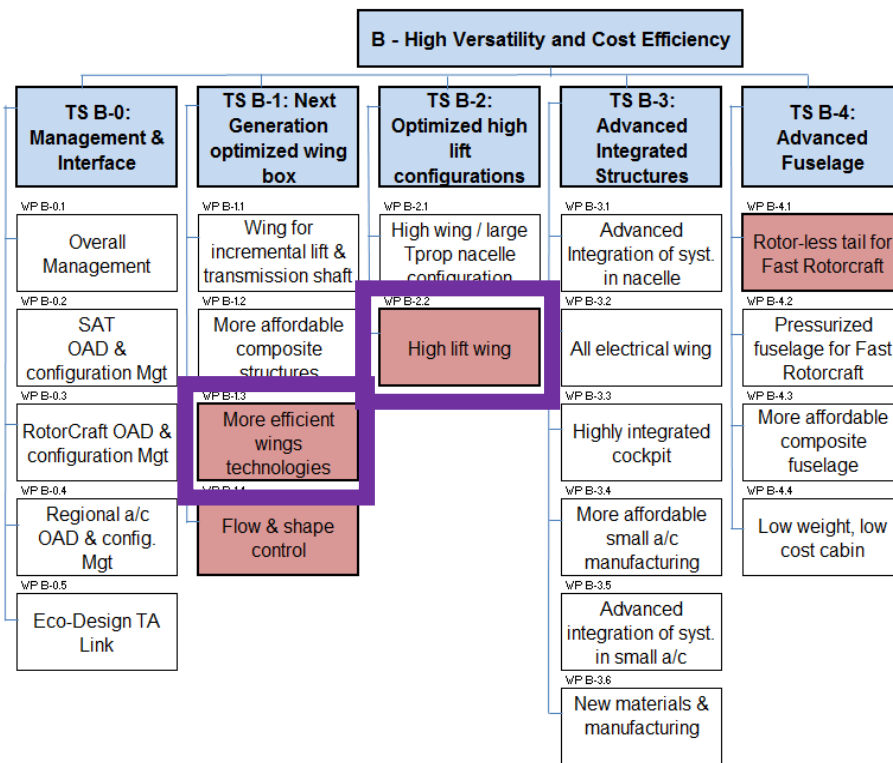 B - High Versatility and Cost Efficiency
TS B-0:
Management &
Interface
WP B-0.1
Overall
Management
WP B-0.2
SAT
OAD &
configuration Mgt
WP B-0.3
RotorCraft OAD &
configuration Mgt
WP B-0.4
Regional a/c
OAD & config.
Mgt
WP B-0.5
Eco-Design TA
Link
TS B-1: Next
Generation
optimized wing
box
WP B-1.1
Wing for
incremental lift &
transmission shaft
WP B-1.2
More affordable
composite
structures
WP B-1.3
More efficient
wings
technologies
WP B-1.4
Flow & shape
control
TS B-2:
Optimized high
lift
configurations
WP B-2.1
High wing / large
Tprop nacelle
configuration
WP B-2.2
High lift wing
TS B-3:
Advanced
Integrated
Structures
WP B-3.1
Advanced
Integration of syst.
in nacelle
WP B-3.2
All electrical wing
WP B-3.3
Highly integrated
cockpit
WP B-3.4
More affordable
small a/c
manufacturing
WP B-3.5
Advanced
integration of syst.
in small a/c
WP B-3.6
New materials &
manufacturing
TS B-4:
Advanced
Fuselage
WP B-4.1
Rotor-less tail for
Fast Rotorcraft
WP B-4.2
Pressurized
fuselage for Fast
Rotorcraft
WP B-4.3
More affordable
composite
fuselage
WP B-4.4
Low weight, low
cost cabin